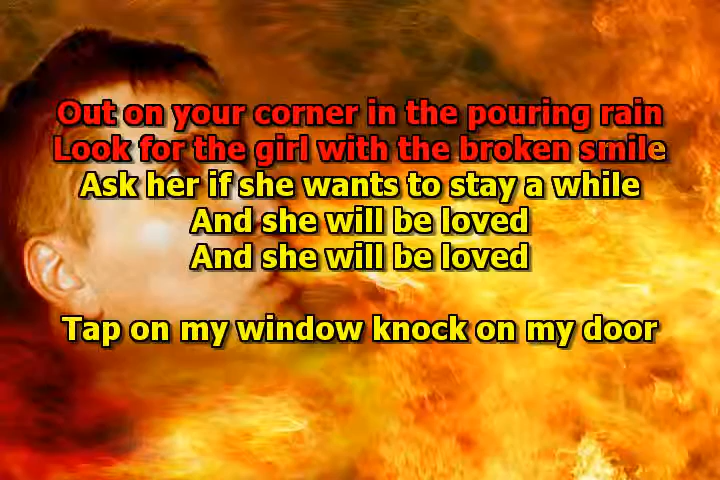 Out on your corner in the pouring rain
Look for the girl with the broken smile
Ask her if she wants to stay a while
And she will be loved
And she will be loved
Tap on my window knock on my door